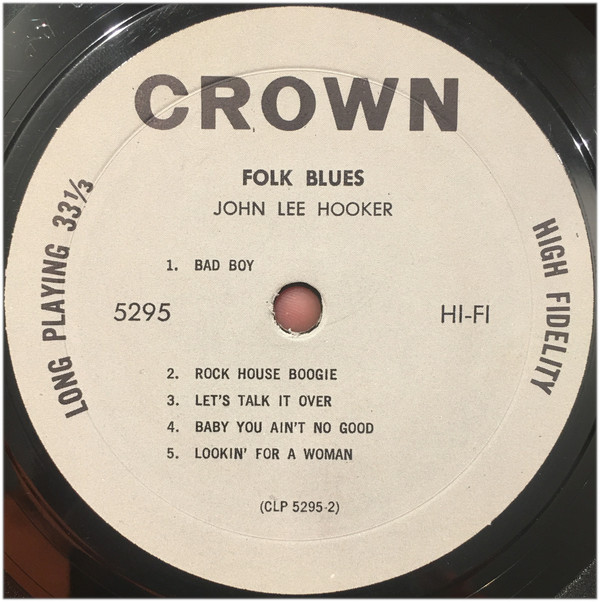 CROWN
FOLK BLUES
JOHN LEE HOOKER
LONG PLAYING 33⅓
HIGH FIDELITY
1. BAD BOY
5295
HI-FI
2. ROCK HOUSE BOOGIE
3. LET'S TALK IT OVER
4. BABY YOU AIN'T NO GOOD
5. LOOKIN' FOR A WOMAN
(CLP 5295-2)